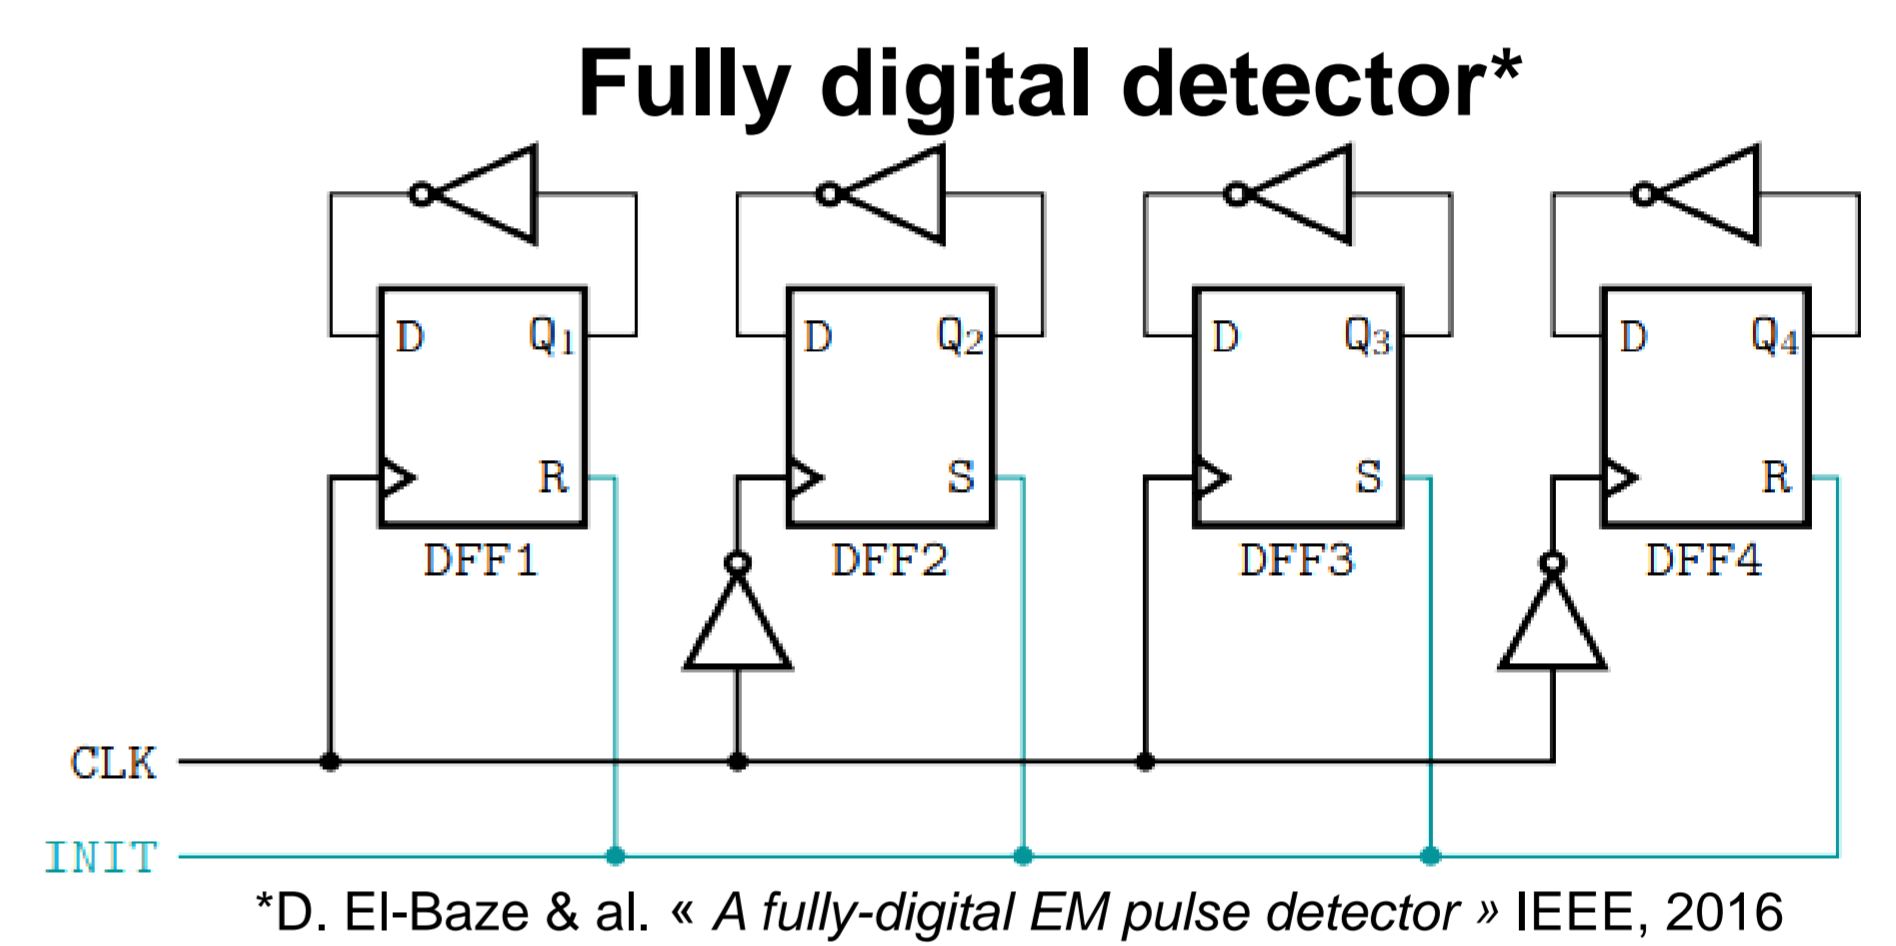 Fully digital detector*
D Q1 D Q2 D Q3 D Q4
R S S R
DFF1 DFF2 DFF3 DFF4
CLK
INIT
*D. El-Baze & al. « A fully-digital EM pulse detector » IEEE, 2016